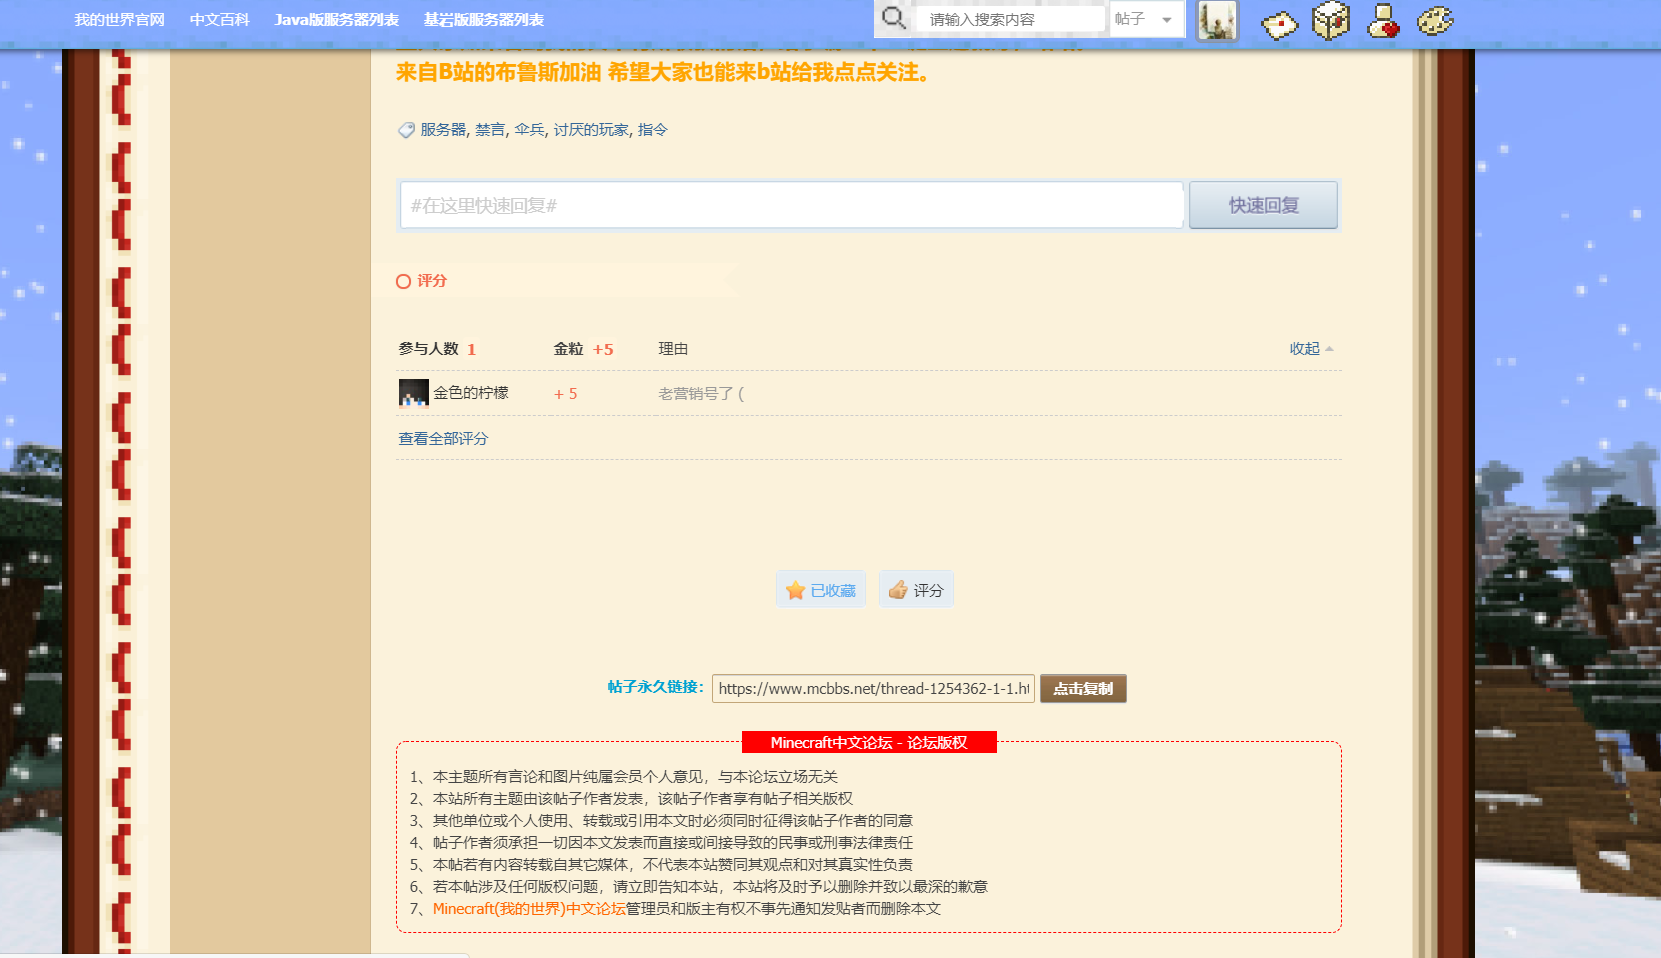 我的世界官网 中文百科 Java版服务器列表 基岩版服务器列表 请输入搜索内容 帖子
来自B站的布鲁斯加油 希望大家也能来b站给我点点关注。
服务器, 禁言, 伞兵, 讨厌的玩家, 指令
#在这里快速回复# 快速回复
评分
参与人数 1 金粒 +5 理由 收起
金色的柠檬 + 5 老营销号了 (
查看全部评分
已收藏 评分
帖子永久链接： https://www.mcbbs.net/thread-1254362-1-1.ht 点击复制
Minecraft中文论坛 - 论坛版权
1、本主题所有言论和图片纯属会员个人意见，与本论坛立场无关
2、本站所有主题由该帖子作者发表，该帖子作者享有帖子相关版权
3、其他单位或个人使用、转载或引用本文时必须同时征得该帖子作者的同意
4、帖子作者须承担一切因本文发表而直接或间接导致的民事或刑事法律责任
5、本帖若有内容转载自其它媒体，不代表本站赞同其观点和对其真实性负责
6、若本帖涉及任何版权问题，请立即告知本站，本站将及时予以删除并致以最深的歉意
7、Minecraft(我的世界)中文论坛管理员和版主有权不事先通知发贴者而删除本文